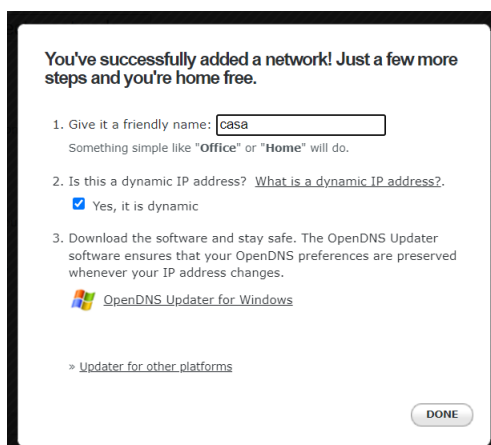 You've successfully added a network! Just a few more
steps and you're home free.
1. Give it a friendly name: casa
Something simple like "Office" or "Home" will do.
2. Is this a dynamic IP address? What is a dynamic IP address?.
Yes, it is dynamic
3. Download the software and stay safe. The OpenDNS Updater
software ensures that your OpenDNS preferences are preserved
whenever your IP address changes.
OpenDNS Updater for Windows
» Updater for other platforms
DONE